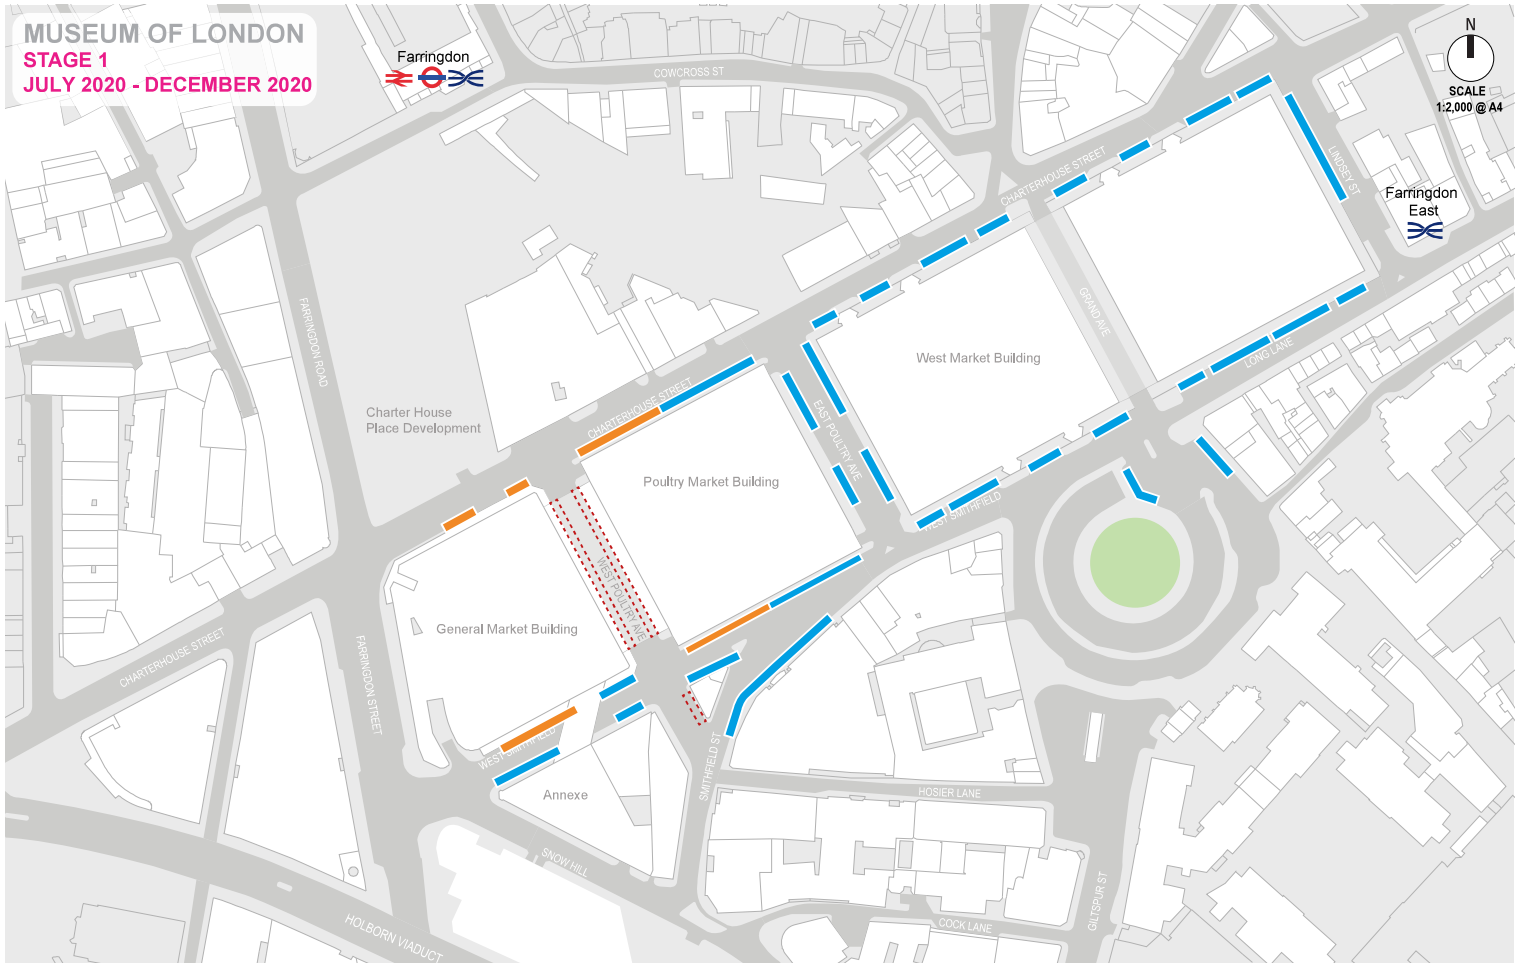 MUSEUM OF LONDON
STAGE 1
JULY 2020 - DECEMBER 2020
Farringdon
COWCROSS ST
N
SCALE
1:2,000 @ A4
CHARTERHOUSE STREET
LINDSEY ST
Farringdon
East
FARRINGDON ROAD
GRAND AVE
West Market Building
LONG LANE
Charter House
Place Development
CHARTERHOUSE STREET
EAST POULTRY AVE
Poultry Market Building
WEST SMITHFIELD
WEST POULTRY AVE
General Market Building
CHARTERHOUSE STREET
FARRINGDON STREET
WEST SMITHFIELD
SMITHFIELD ST
Annexe
HOSIER LANE
SNOW HILL
GILTSPUR ST
COCK LANE
HOLBORN VIADUCT